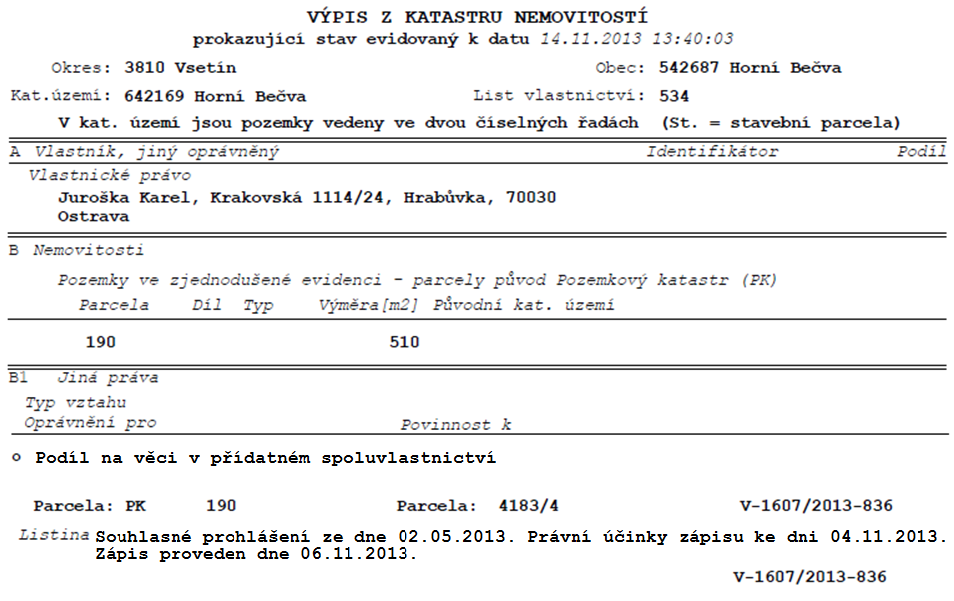 VÝPIS Z KATASTRU NEMOVITOSTÍ
prokazující stav evidovaný k datu 14.11.2013 13:40:03
Okres: 3810 Vsetín Obec: 542687 Horní Bečva
Kat.území: 642169 Horní Bečva List vlastnictví: 534
V kat. území jsou pozemky vedeny ve dvou číselných řadách (St. = stavební parcela)
A Vlastník, jiný oprávněný Identifikátor Podíl
Vlastnické právo
Juroška Karel, Krakovská 1114/24, Hrabůvka, 70030
Ostrava
B Nemovitosti
Pozemky ve zjednodušené evidenci - parcely původ Pozemkový katastr (PK)
Parcela Díl Typ Výměra[m2] Původní kat. území
190 510
B1 Jiná práva
Typ vztahu
Oprávnění pro Povinnost k
o Podíl na věci v přídatném spoluvlastnictví
Parcela: PK 190 Parcela: 4183/4 V-1607/2013-836
Listina Souhlasné prchlášení ze dne 02.05.2013. Právní účinky zápisu ke dni 04.11.2013.
Zápis proveden dne 06.11.2013.
V-1607/2013-836